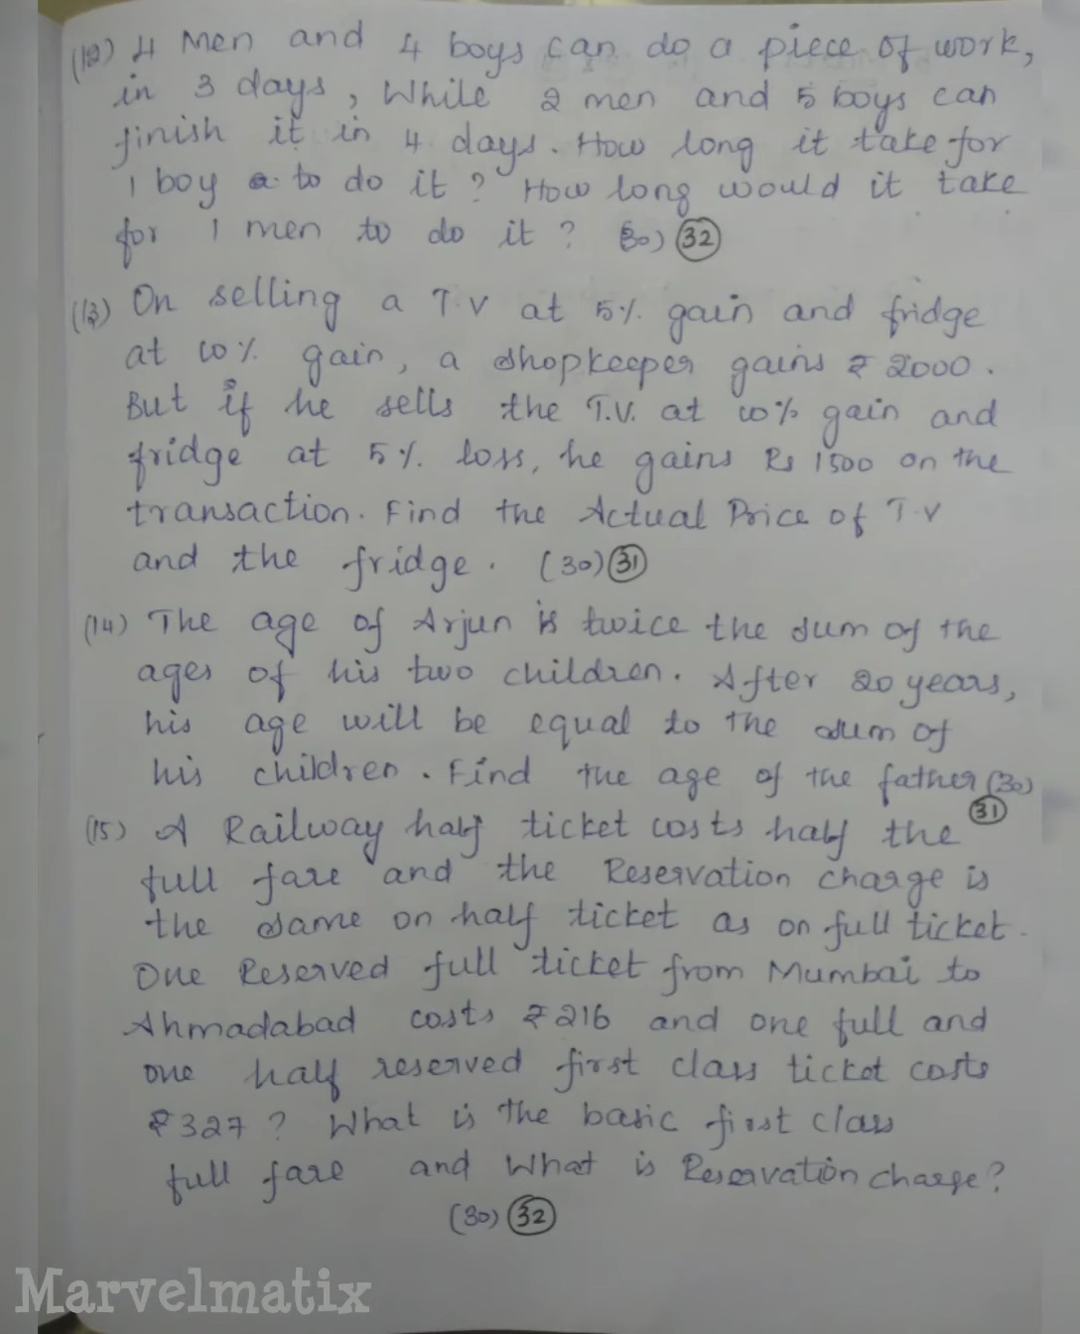 (12) 4 Men and 4 boys can do a piece of work,
in 3 days, While 2 men and 5 boys can
finish it in 4 days. How long it take for
1 boy to do it? How long would it take
for 1 men to do it? 30) (32)
(13) On selling a T.V at 5% gain and fridge
at 10% gain, a shopkeeper gains ₹ 2000.
But if he sells the T.V. at 10% gain and
fridge at 5% loss, he gains Rs 1500 on the
transaction. Find the Actual Price of T.V
and the fridge. (30) (31)
(14) The age of Arjun is twice the sum of the
ages of his two children. After 20 years,
his age will be equal to the sum of
his children. Find the age of the father (30)
(31)
(15) A Railway half ticket costs half the
full fare and the Reservation charge is
the same on half ticket as on full ticket.
One Reserved full ticket from Mumbai to
Ahmadabad costs ₹216 and one full and
one half reserved first class ticket costs
₹327? What is the basic first class
full fare and What is Reservation charge?
(30) (32)
Marvelmatix